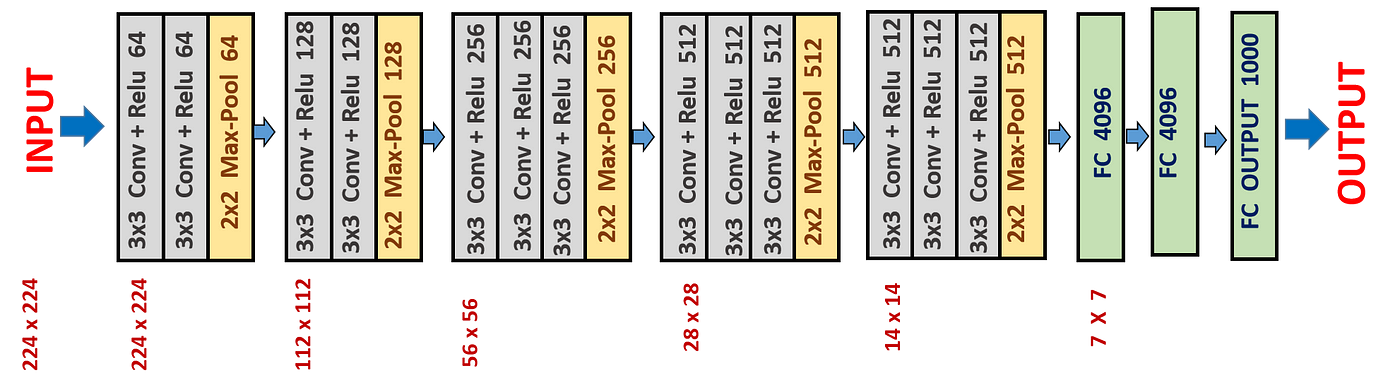 INPUT
3x3 Conv + Relu 64
3x3 Conv + Relu 64
2x2 Max-Pool 64
3x3 Conv + Relu 128
3x3 Conv + Relu 128
2x2 Max-Pool 128
3x3 Conv + Relu 256
3x3 Conv + Relu 256
3x3 Conv + Relu 256
2x2 Max-Pool 256
3x3 Conv + Relu 512
3x3 Conv + Relu 512
3x3 Conv + Relu 512
2x2 Max-Pool 512
3x3 Conv + Relu 512
3x3 Conv + Relu 512
3x3 Conv + Relu 512
2x2 Max-Pool 512
FC 4096
FC 4096
FC OUTPUT 1000
OUTPUT
224 x 224
224 x 224
112 x 112
56 x 56
28 x 28
14 x 14
7 X 7